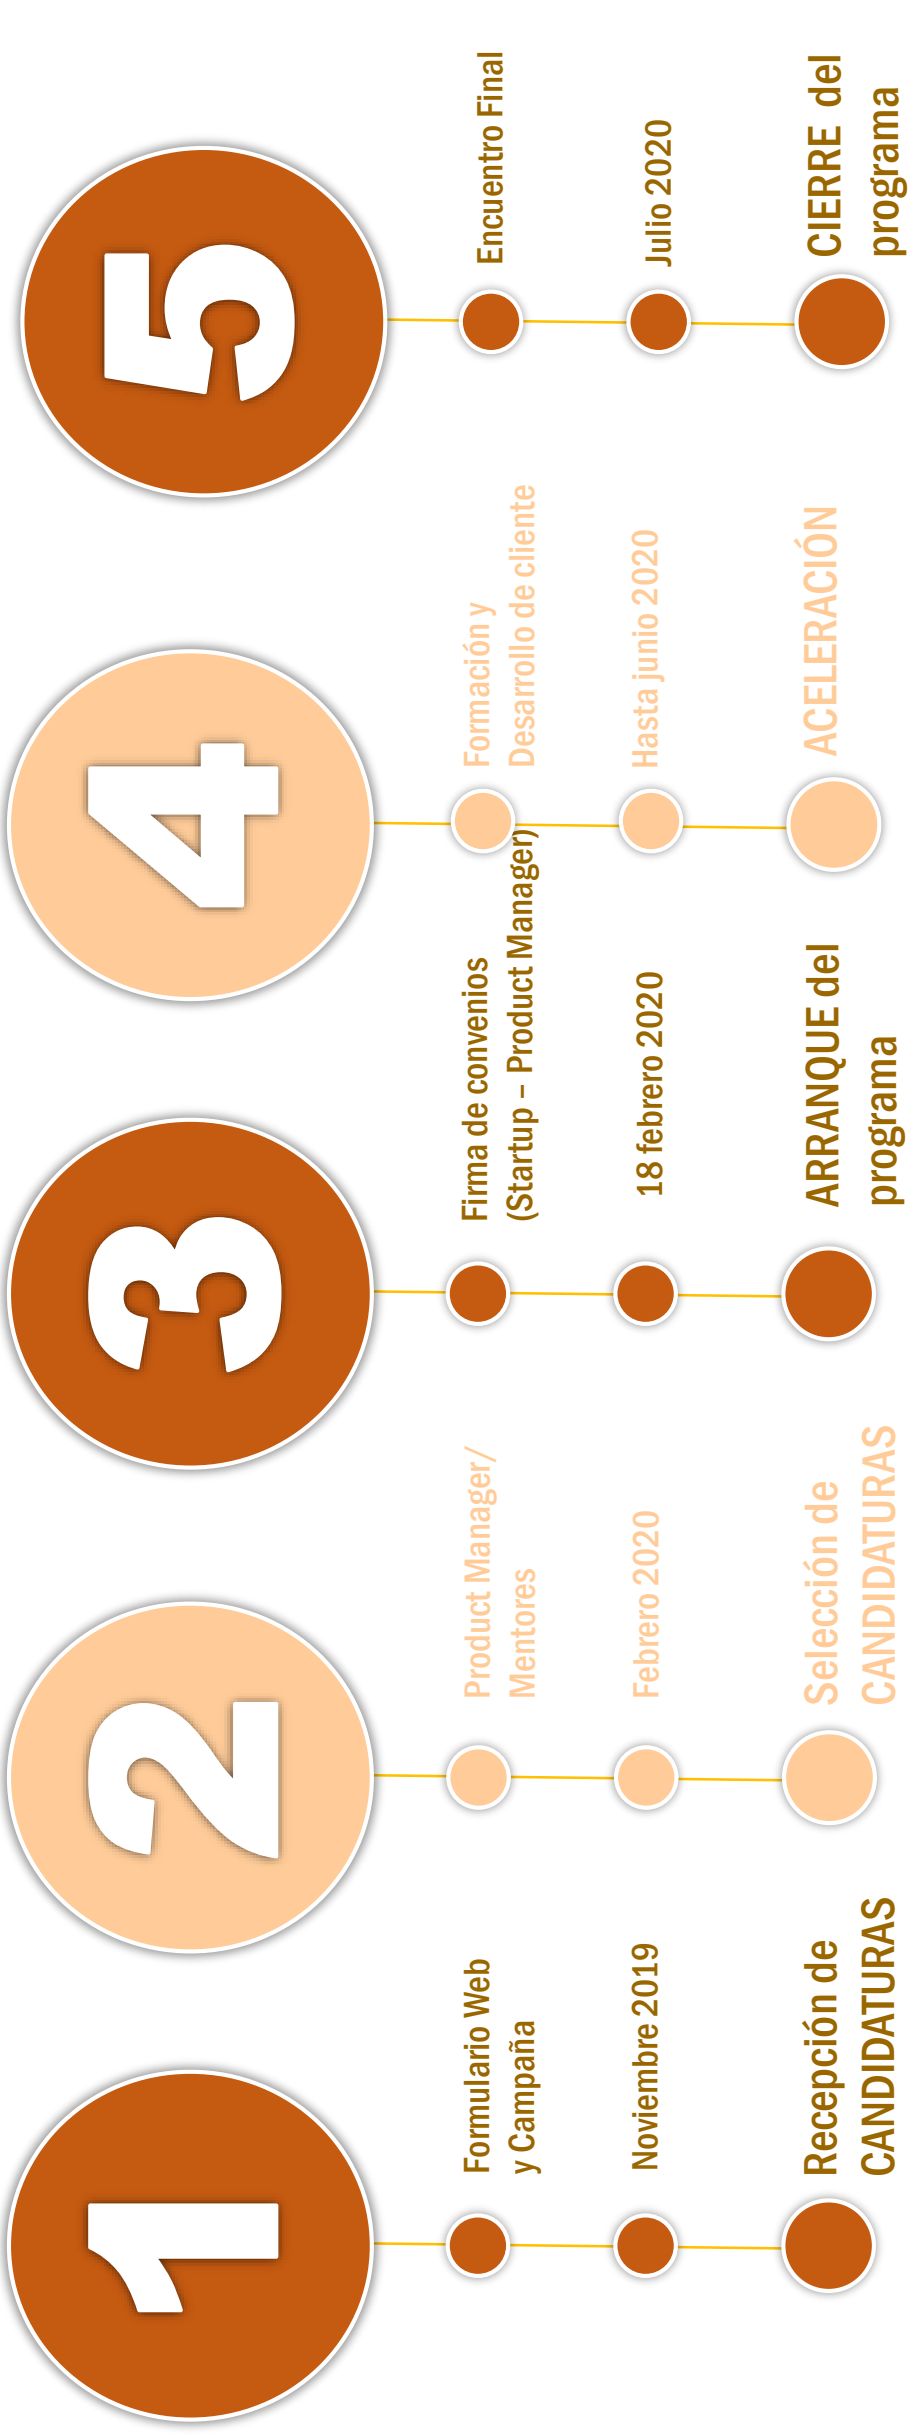 1
Formulario Web
y Campaña
Noviembre 2019
Recepción de
CANDIDATURAS
2
Product Manager/
Mentores
Febrero 2020
Selección de
CANDIDATURAS
3
Firma de convenios
(Startup – Product Manager)
18 febrero 2020
ARRANQUE del
programa
4
Formación y
Desarrollo de cliente
Hasta junio 2020
ACELERACIÓN
5
Encuentro Final
Julio 2020
CIERRE del
programa